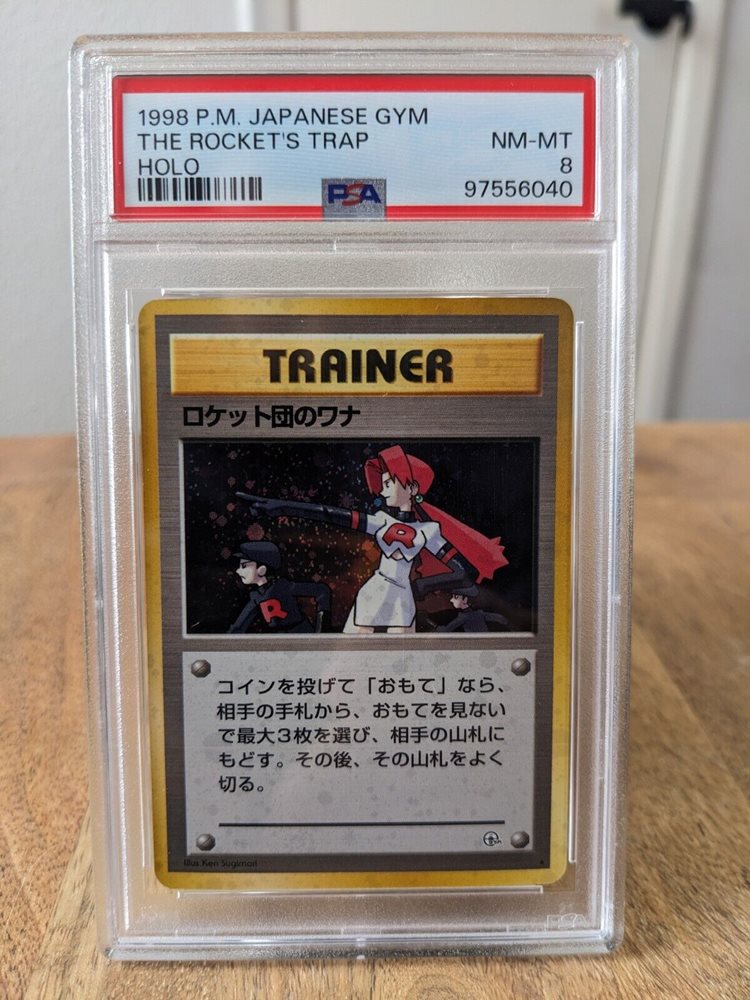 1998 P.M. JAPANESE GYM
THE ROCKET'S TRAP
HOLO
NM-MT
8
97556040
PSA
TRAINER
ロケット団のワナ
R
R
コインを投げて「おもて」なら、
相手の手札から、おもてを見ない
で最大3枚を選び、相手の山札に
もどす。その後、その山札をよく
切る。
Illus. Ken Sugimori
PSA